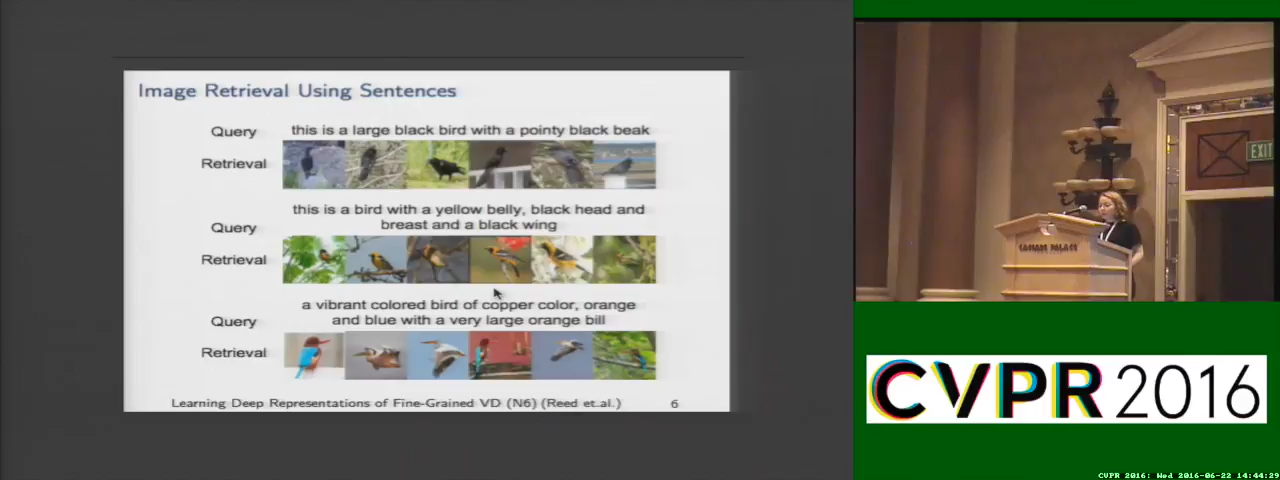 Image Retrieval Using Sentences
Query this is a large black bird with a pointy black beak
Retrieval
this is a bird with a yellow belly, black head and
Query breast and a black wing
Retrieval
a vibrant colored bird of copper color, orange
Query and blue with a very large orange bill
Retrieval
Learning Deep Representations of Fine-Grained VD (N6) (Reed et.al.) 6
EXIT
CAESARS PALACE
CVPR 2016
CVPR 2016: Wed 2016-06-22 14:44:29